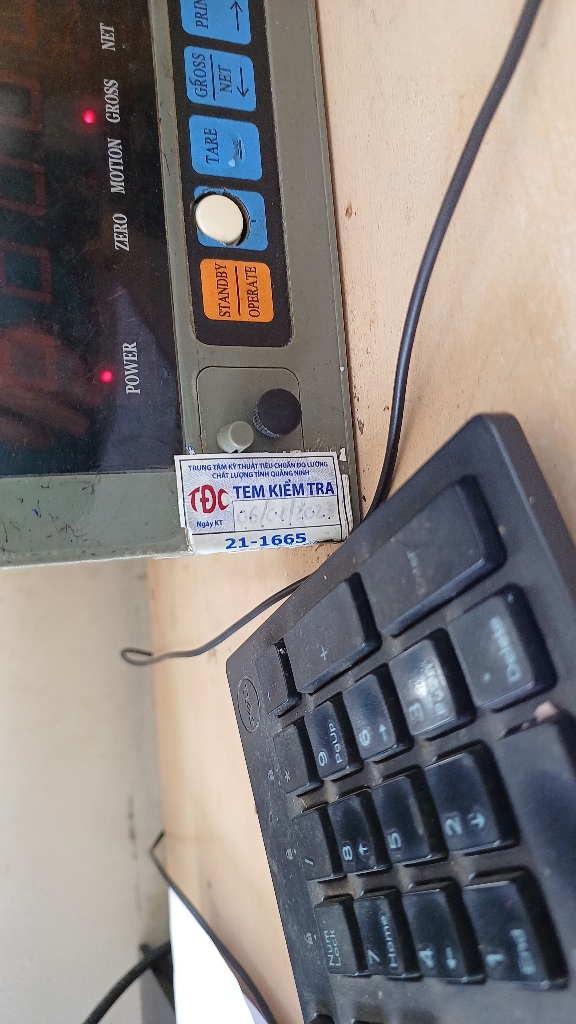 NET
GROSS
MOTION
ZERO
POWER
GROSS
NET
←
TARE
STANDBY
OPERATE
→
TRUNG TÂM KỸ THUẬT TIÊU CHUẨN ĐO LƯỜNG
CHẤT LƯỢNG TỈNH QUẢNG NINH
TĐC TEM KIỂM TRA
Ngày KT
21-1665
+
-
*
/
Num
Lock
9
PgUp
8
↑
7
Home
6
→
5
4
←
3
2
↓
1
End
.
Delete